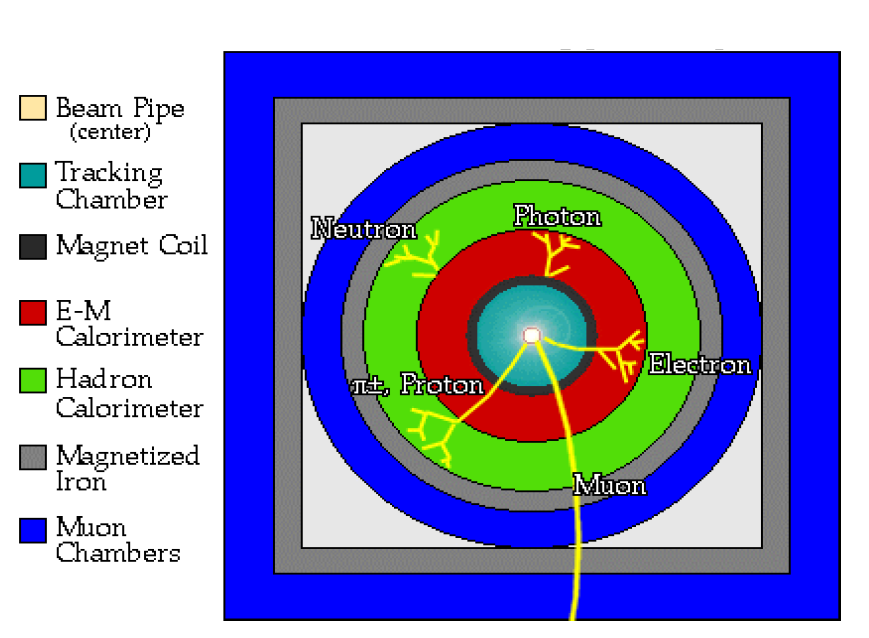 Beam Pipe
(center)
Tracking
Chamber
Magnet Coil
E-M
Calorimeter
Hadron
Calorimeter
Magnetized
Iron
Muon
Chambers
Neutron
Photon
Electron
π±, Proton
Muon